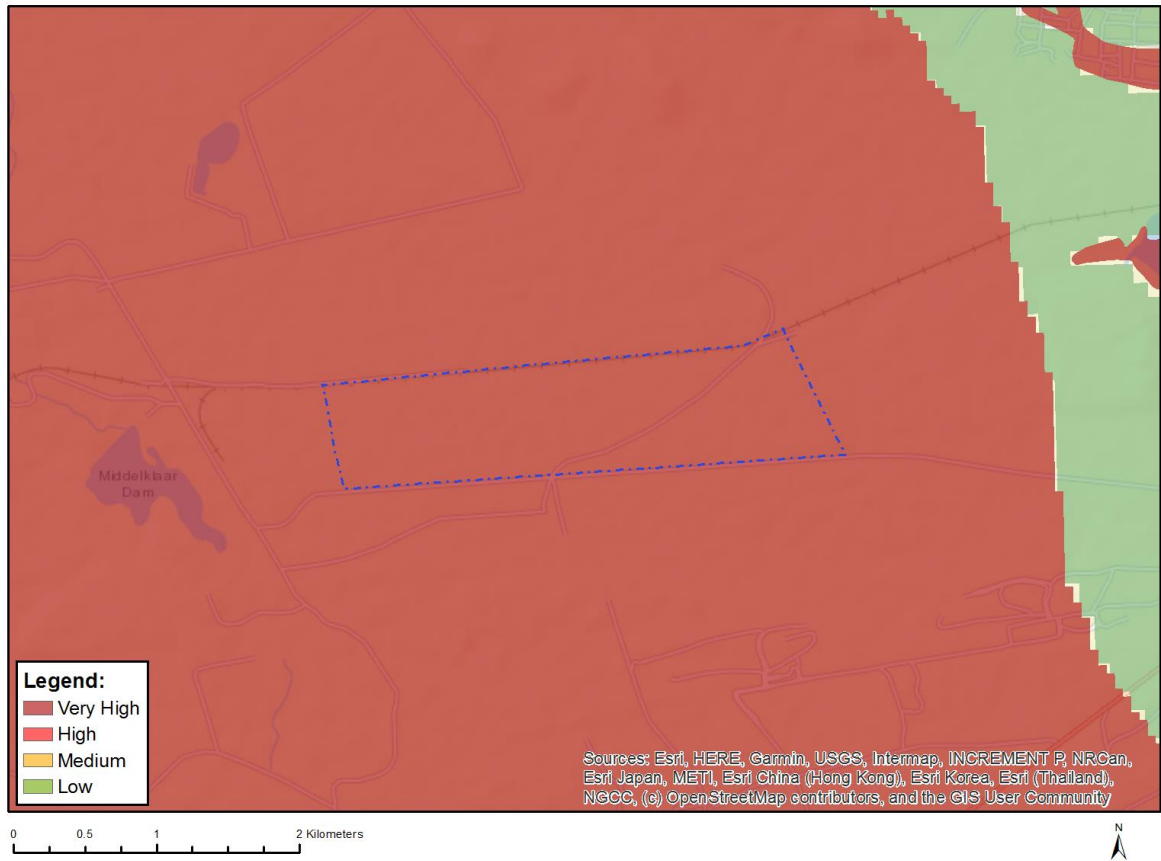 Middelklaar
Dam
Legend:
Very High
High
Medium
Low
Sources: Esri, HERE, Garmin, USGS, Intermap, INCREMENT P, NRCan,
Esri Japan, METI, Esri China (Hong Kong), Esri Korea, Esri (Thailand),
NGCC, (c) OpenStreetMap contributors, and the GIS User Community
0 0.5 1 2 Kilometers
N